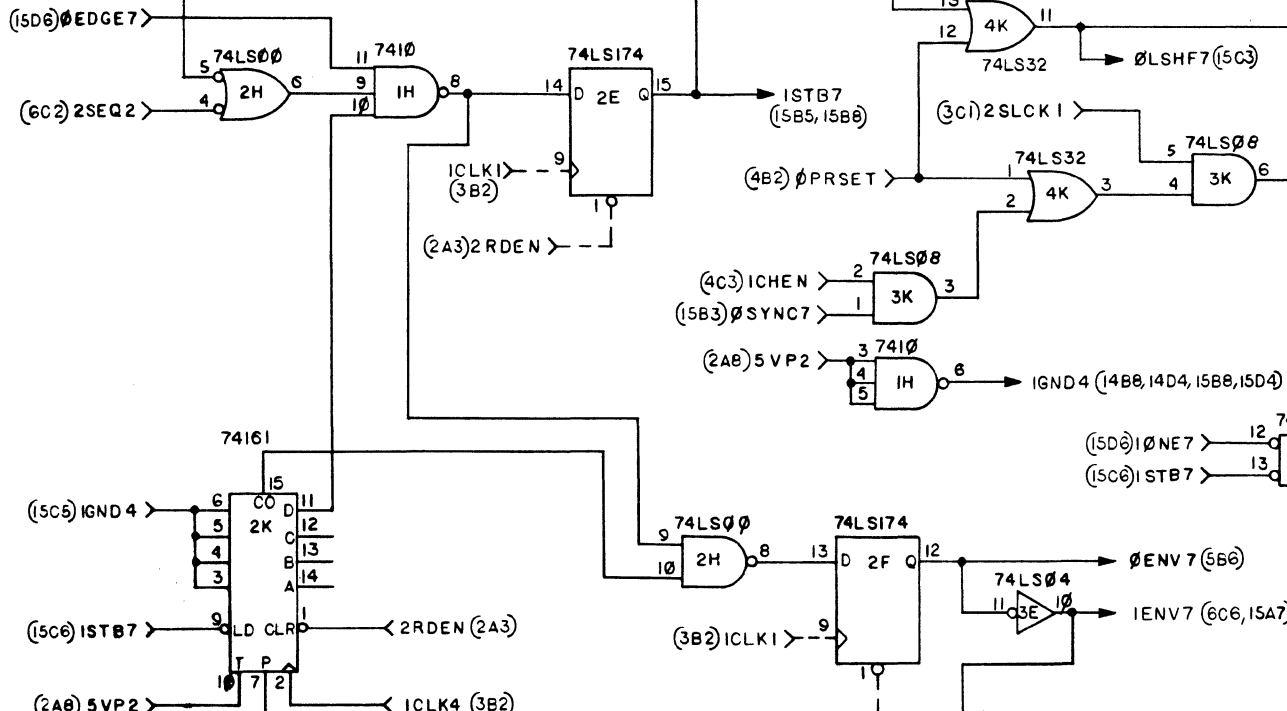 (15D6) ØEDGE7
74LSØØ
5
4
2H
6
(6C2) 2SEQ2
741Ø
11
9
1Ø
1H
8
74LS174
14
D
2E
Q
15
1STB7
(15B5, 15B8)
1CLK1
(3B2)
9
1
(2A3) 2RDEN
13
12
4K
11
74LS32
ØLSHF7 (15C3)
(3C1) 2SLCK1
74LSØ8
5
4
3K
6
(4B2) ØPRSET
74LS32
1
2
4K
3
74LSØ8
(4C3) 1CHEN
2
3K
3
(15B3) ØSYNC7
1
(2A8) 5VP2
741Ø
3
4
5
1H
6
1GND4 (14B8, 14D4, 15B8, 15D4)
(15D6) 1ØNE7
12
(15C6) 1STB7
13
74161
15
CO
(15C5) 1GND4
6
5
4
3
2K
D
11
C
12
B
13
A
14
(15C6) 1STB7
9
LD
CLR
1
2RDEN (2A3)
T
P
1Ø
7
2
(2A8) 5VP2
1CLK4 (3B2)
74LSØØ
9
1Ø
2H
8
74LS174
13
D
2F
Q
12
ØENV7 (5B6)
74LSØ4
11
3E
1Ø
1ENV7 (6C6, 15A7)
(3B2) 1CLK1
9
1